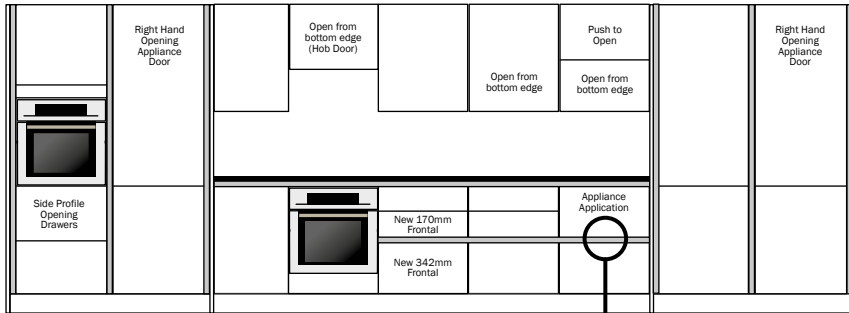 Right Hand
Opening
Appliance
Door
Open from
bottom edge
(Hob Door)
Open from
bottom edge
Push to
Open
Open from
bottom edge
Right Hand
Opening
Appliance
Door
Side Profile
Opening
Drawers
New 170mm
Frontal
New 342mm
Frontal
Appliance
Application